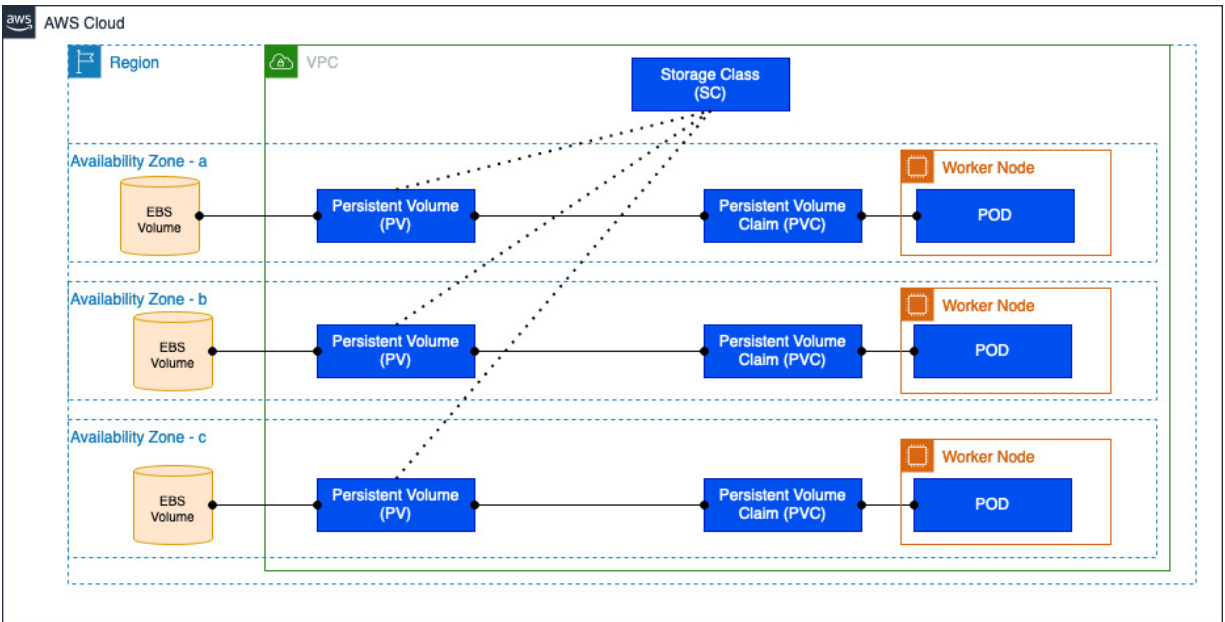 aws
AWS Cloud
Region
VPC
Storage Class
(SC)
Availability Zone - a
EBS
Volume
Persistent Volume
(PV)
Persistent Volume
Claim (PVC)
Worker Node
POD
Availability Zone - b
EBS
Volume
Persistent Volume
(PV)
Persistent Volume
Claim (PVC)
Worker Node
POD
Availability Zone - c
EBS
Volume
Persistent Volume
(PV)
Persistent Volume
Claim (PVC)
Worker Node
POD